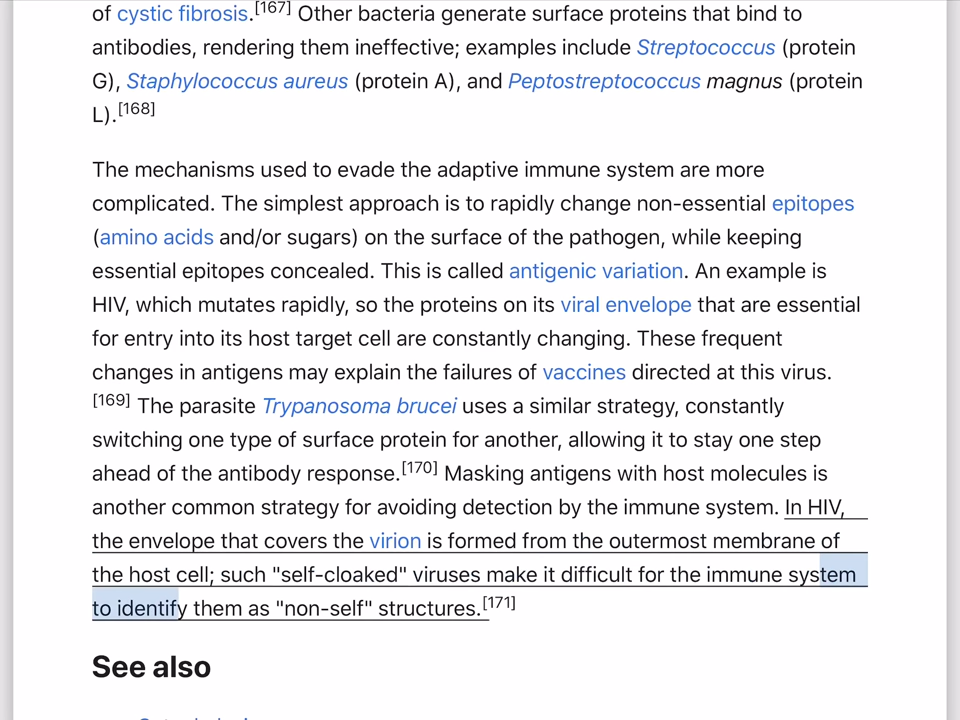 of cystic fibrosis.[167] Other bacteria generate surface proteins that bind to
antibodies, rendering them ineffective; examples include Streptococcus (protein
G), Staphylococcus aureus (protein A), and Peptostreptococcus magnus (protein
L).[168]
The mechanisms used to evade the adaptive immune system are more
complicated. The simplest approach is to rapidly change non-essential epitopes
(amino acids and/or sugars) on the surface of the pathogen, while keeping
essential epitopes concealed. This is called antigenic variation. An example is
HIV, which mutates rapidly, so the proteins on its viral envelope that are essential
for entry into its host target cell are constantly changing. These frequent
changes in antigens may explain the failures of vaccines directed at this virus.
[169] The parasite Trypanosoma brucei uses a similar strategy, constantly
switching one type of surface protein for another, allowing it to stay one step
ahead of the antibody response.[170] Masking antigens with host molecules is
another common strategy for avoiding detection by the immune system. In HIV,
the envelope that covers the virion is formed from the outermost membrane of
the host cell; such "self-cloaked" viruses make it difficult for the immune system
to identify them as "non-self" structures.[171]
See also